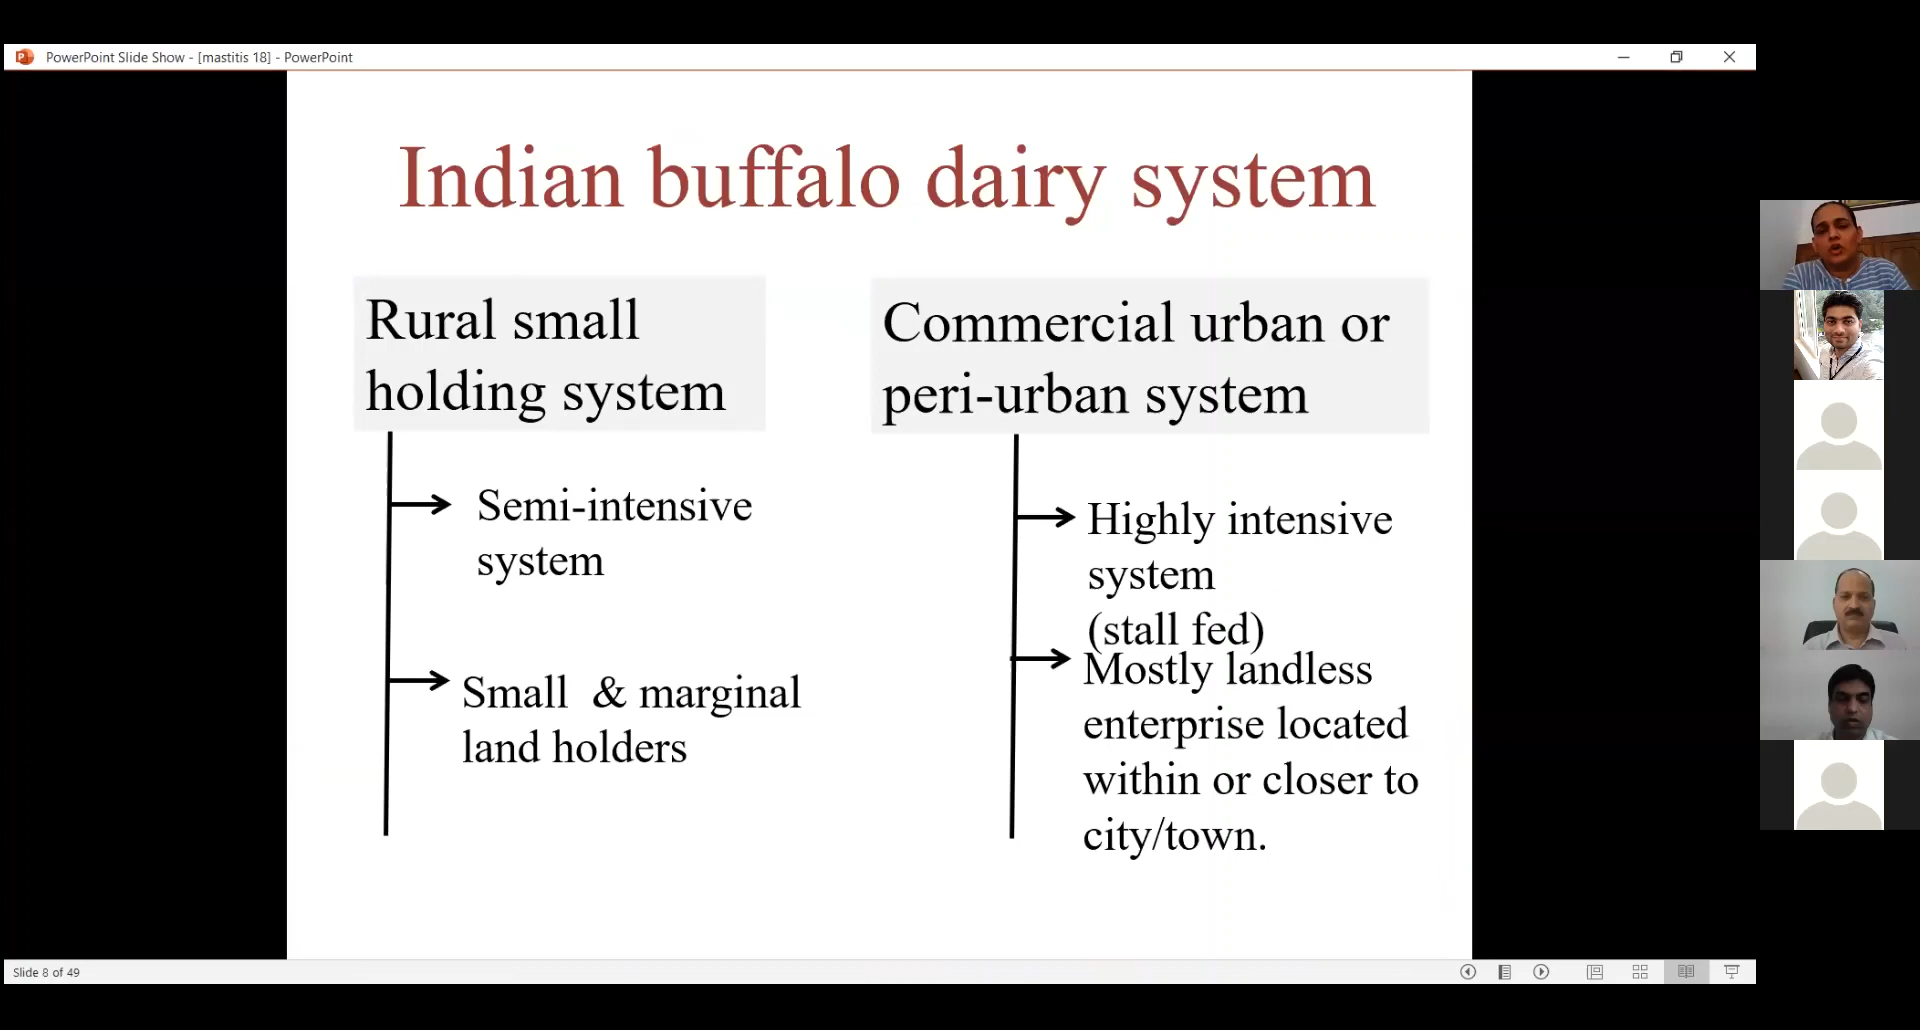 PowerPoint Slide Show - [mastitis 18] - PowerPoint
Indian buffalo dairy system
Rural small
holding system
Semi-intensive
system
Small & marginal
land holders
Commercial urban or
peri-urban system
Highly intensive
system
(stall fed)
Mostly landless
enterprise located
within or closer to
city/town.
Slide 8 of 49